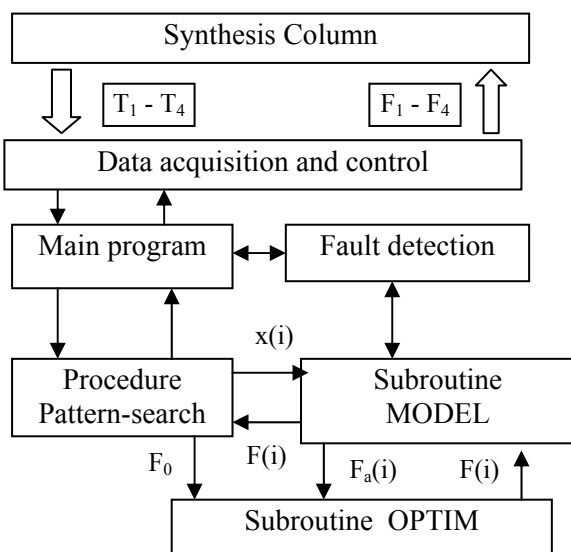 Synthesis Column
T₁ - T₄
F₁ - F₄
Data acquisition and control
Main program
Fault detection
x(i)
Procedure
Pattern-search
Subroutine
MODEL
F₀
F(i)
Fₐ(i)
F(i)
Subroutine OPTIM